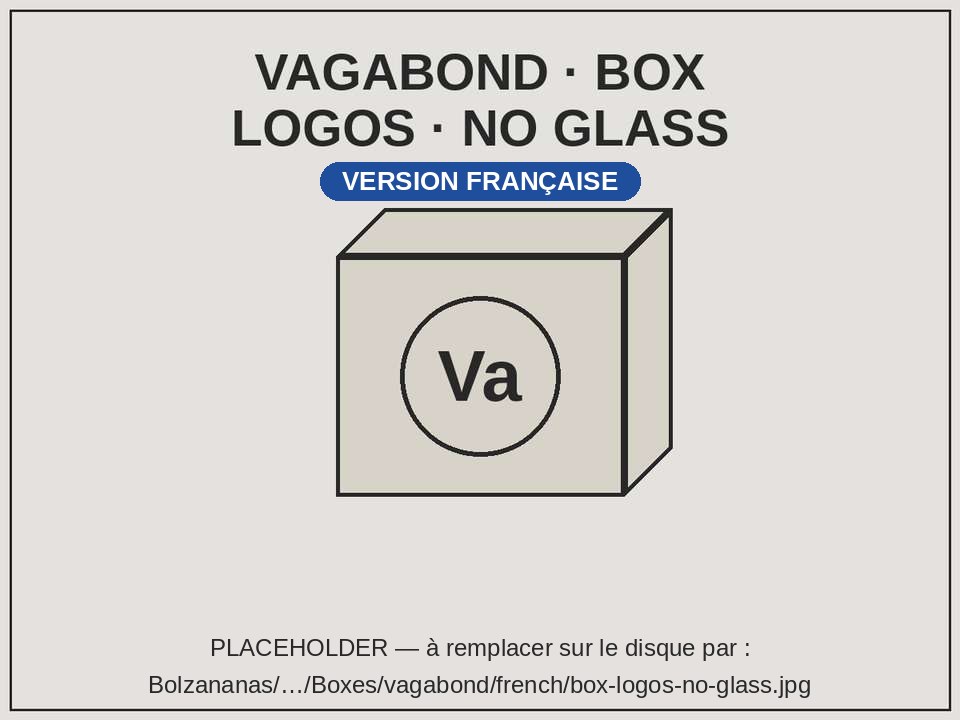 VAGABOND · BOX
LOGOS · NO GLASS
VERSION FRANÇAISE
Va
PLACEHOLDER — à remplacer sur le disque par :
Bolzananas/…/Boxes/vagabond/french/box-logos-no-glass.jpg